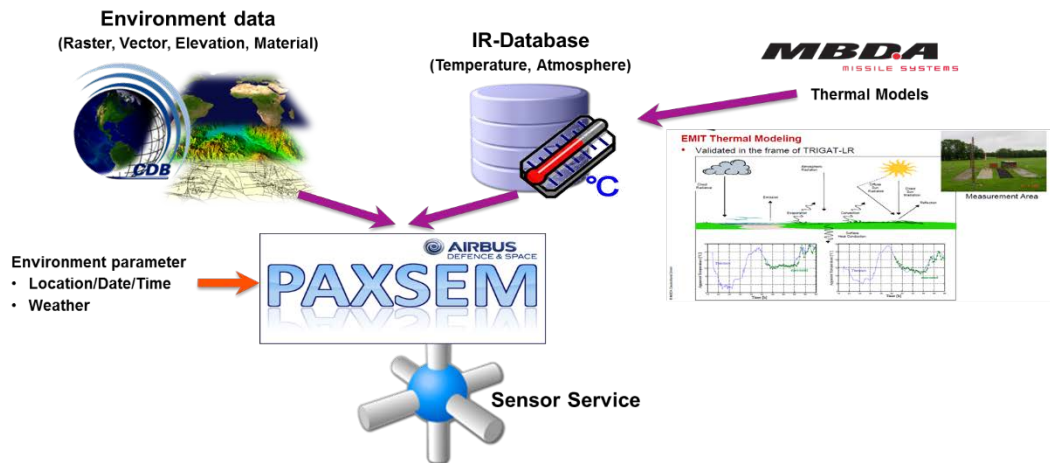 Environment data
(Raster, Vector, Elevation, Material)
CDB
IR-Database
(Temperature, Atmosphere)
°C
MBDA
MISSILE SYSTEMS
Thermal Models
EMIT Thermal Modeling
• Validated in the frame of TRIGAT-LR
Measurement Area
Environment parameter
• Location/Date/Time
• Weather
AIRBUS
DEFENCE & SPACE
PAXSEM
Sensor Service